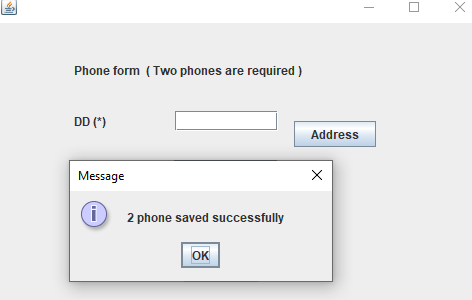 Phone form ( Two phones are required )
DD (*)
Address
Message
2 phone saved successfully
OK